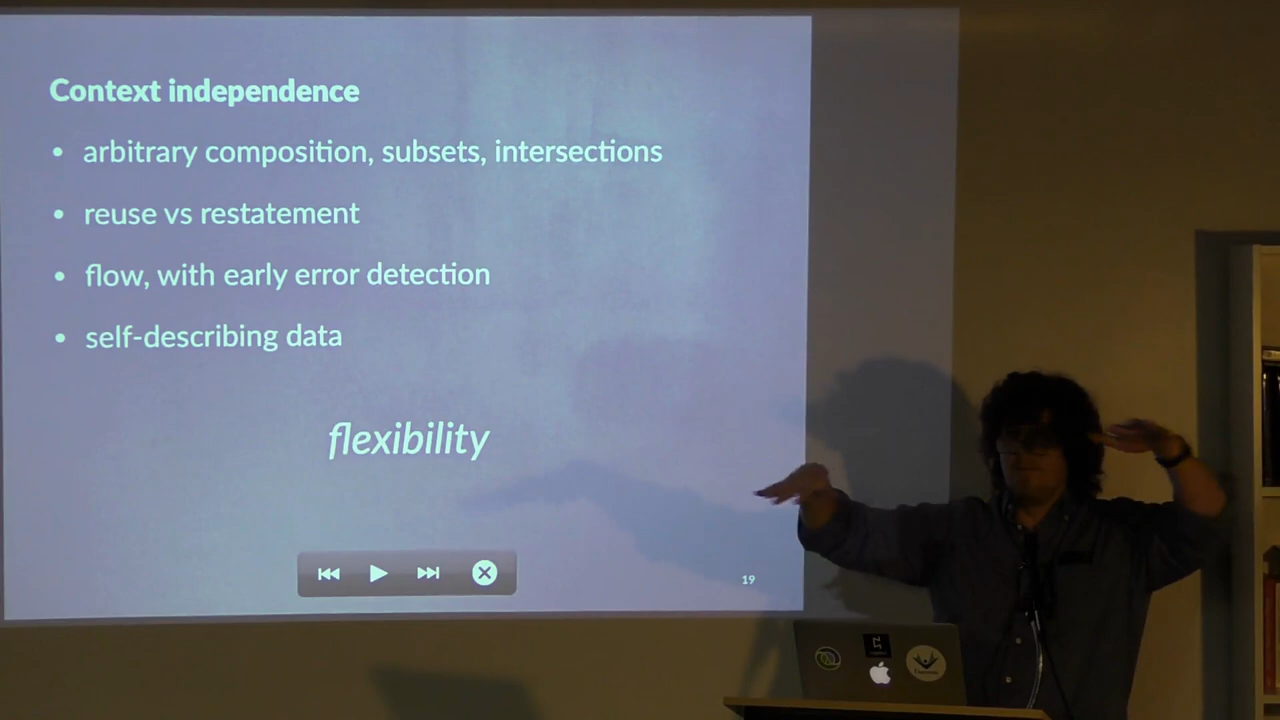 Context independence
• arbitrary composition, subsets, intersections
• reuse vs restatement
• flow, with early error detection
• self-describing data
flexibility
19